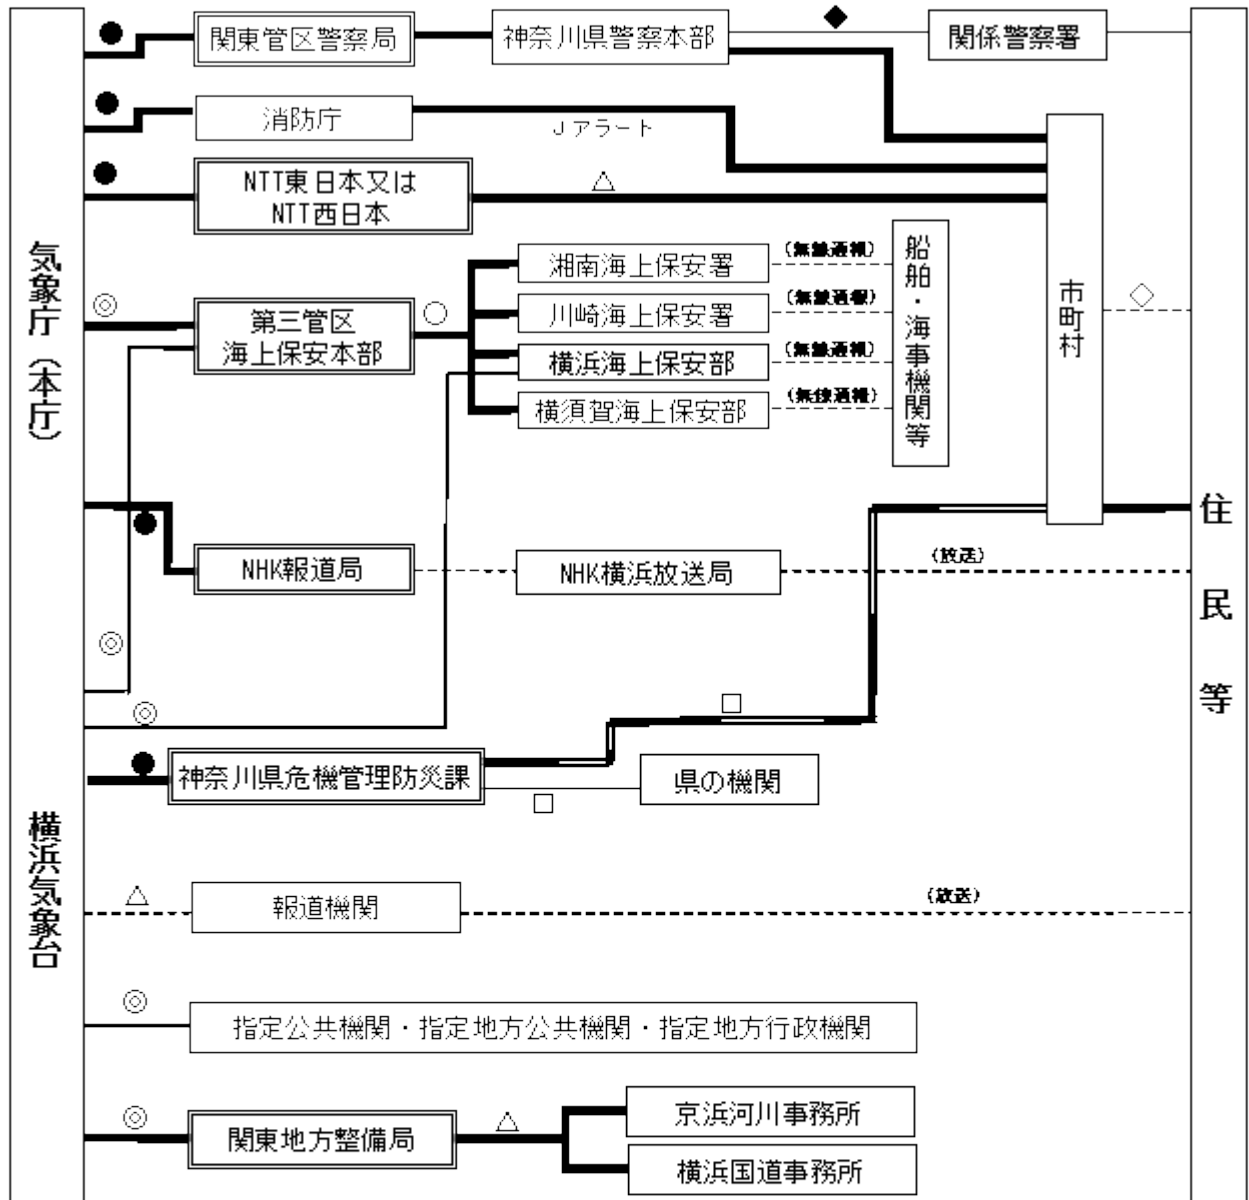 関東管区警察局
神奈川県警察本部
関係警察署
消防庁
Jアラート
NTT東日本又は
NTT西日本
気象庁（本庁）
第三管区
海上保安本部
湘南海上保安署
（無線通報）
川崎海上保安署
（無線通報）
横浜海上保安部
（無線通報）
横須賀海上保安部
（無線通報）
船舶・海事機関等
市町村
NHK報道局
NHK横浜放送局
（放送）
住民等
神奈川県危機管理防災課
県の機関
横浜気象台
報道機関
（放送）
指定公共機関・指定地方公共機関・指定地方行政機関
関東地方整備局
京浜河川事務所
横浜国道事務所